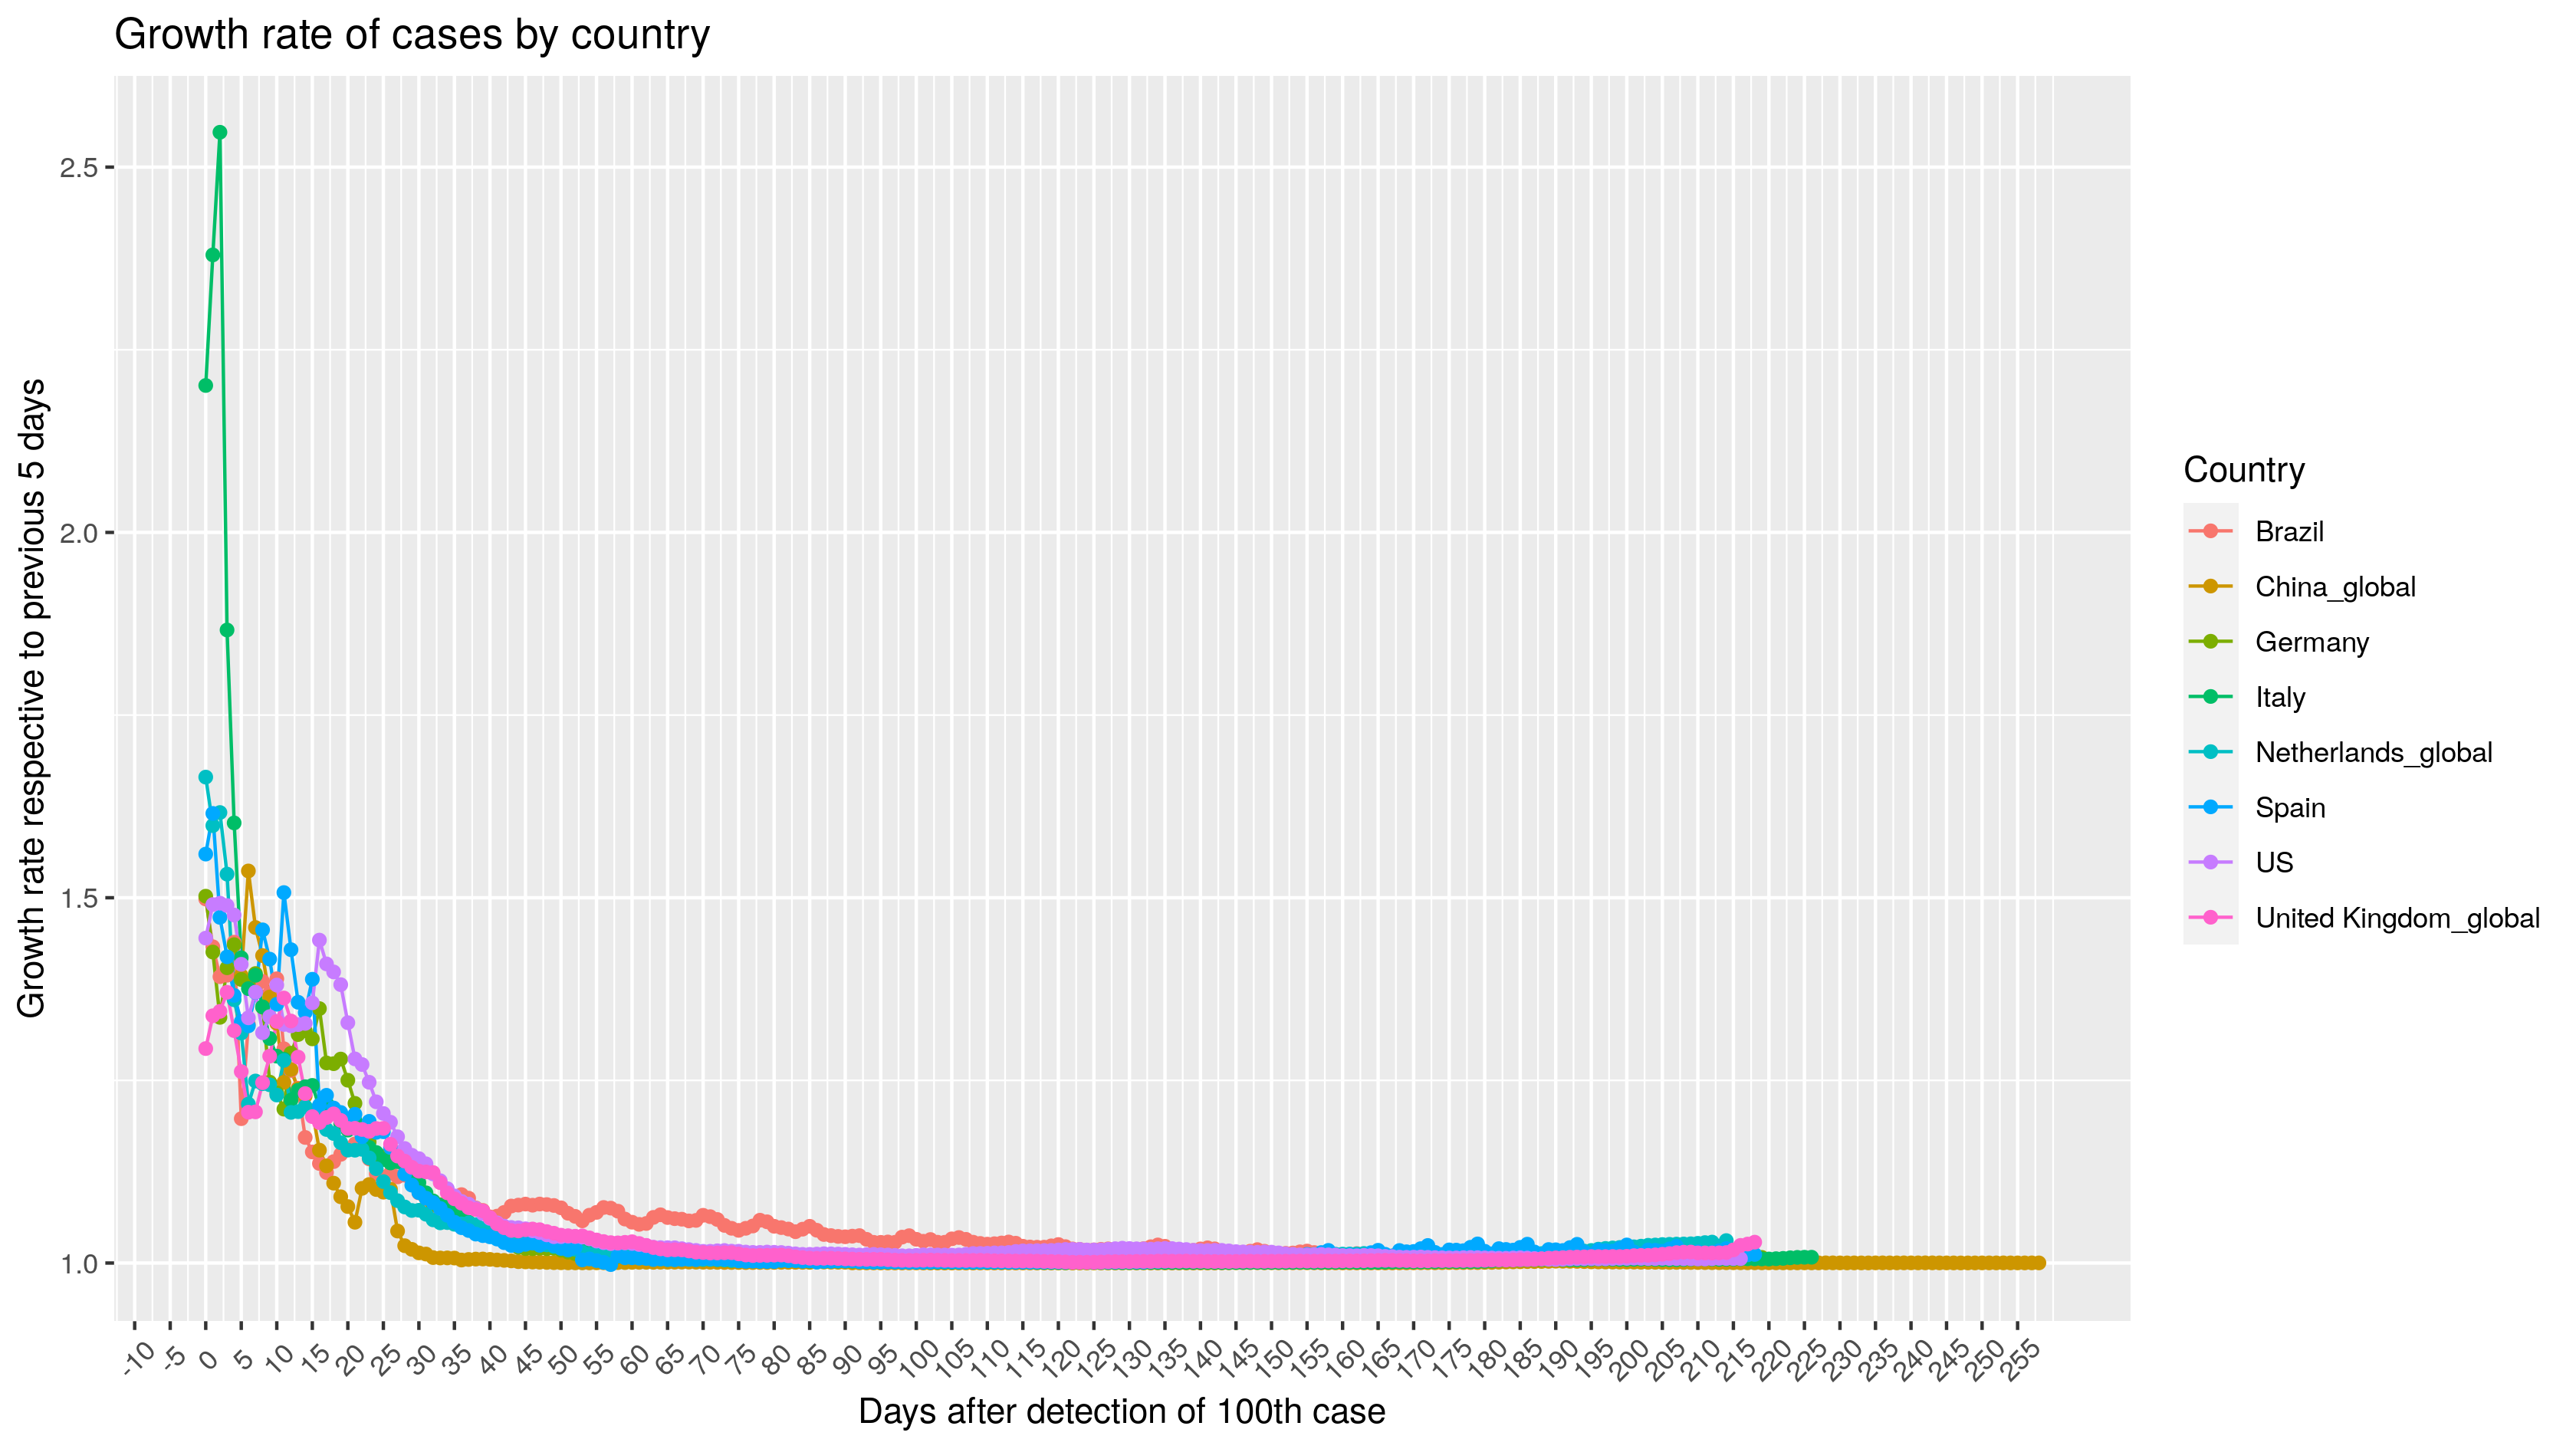 Growth rate of cases by country
Growth rate respective to previous 5 days
2.5
2.0
1.5
1.0
-10 -5 0 5 10 15 20 25 30 35 40 45 50 55 60 65 70 75 80 85 90 95 100 105 110 115 120 125 130 135 140 145 150 155 160 165 170 175 180 185 190 195 200 205 210 215 220 225 230 235 240 245 250 255
Days after detection of 100th case
Country
Brazil
China_global
Germany
Italy
Netherlands_global
Spain
US
United Kingdom_global